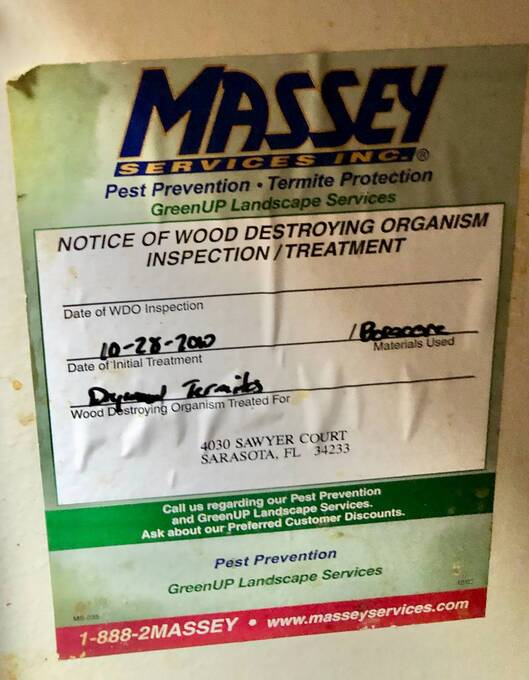 MASSEY
SERVICES INC.®
Pest Prevention • Termite Protection
GreenUP Landscape Services
NOTICE OF WOOD DESTROYING ORGANISM
INSPECTION / TREATMENT
Date of WDO Inspection
10-28-
Date of Initial Treatment
Materials Used
Drywood Termites
Wood Destroying Organism Treated For
4030 SAWYER COURT
SARASOTA, FL 34233
Call us regarding our Pest Prevention
and GreenUP Landscape Services.
Ask about our Preferred Customer Discounts.
Pest Prevention
GreenUP Landscape Services
1-888-2MASSEY • www.masseyservices.com